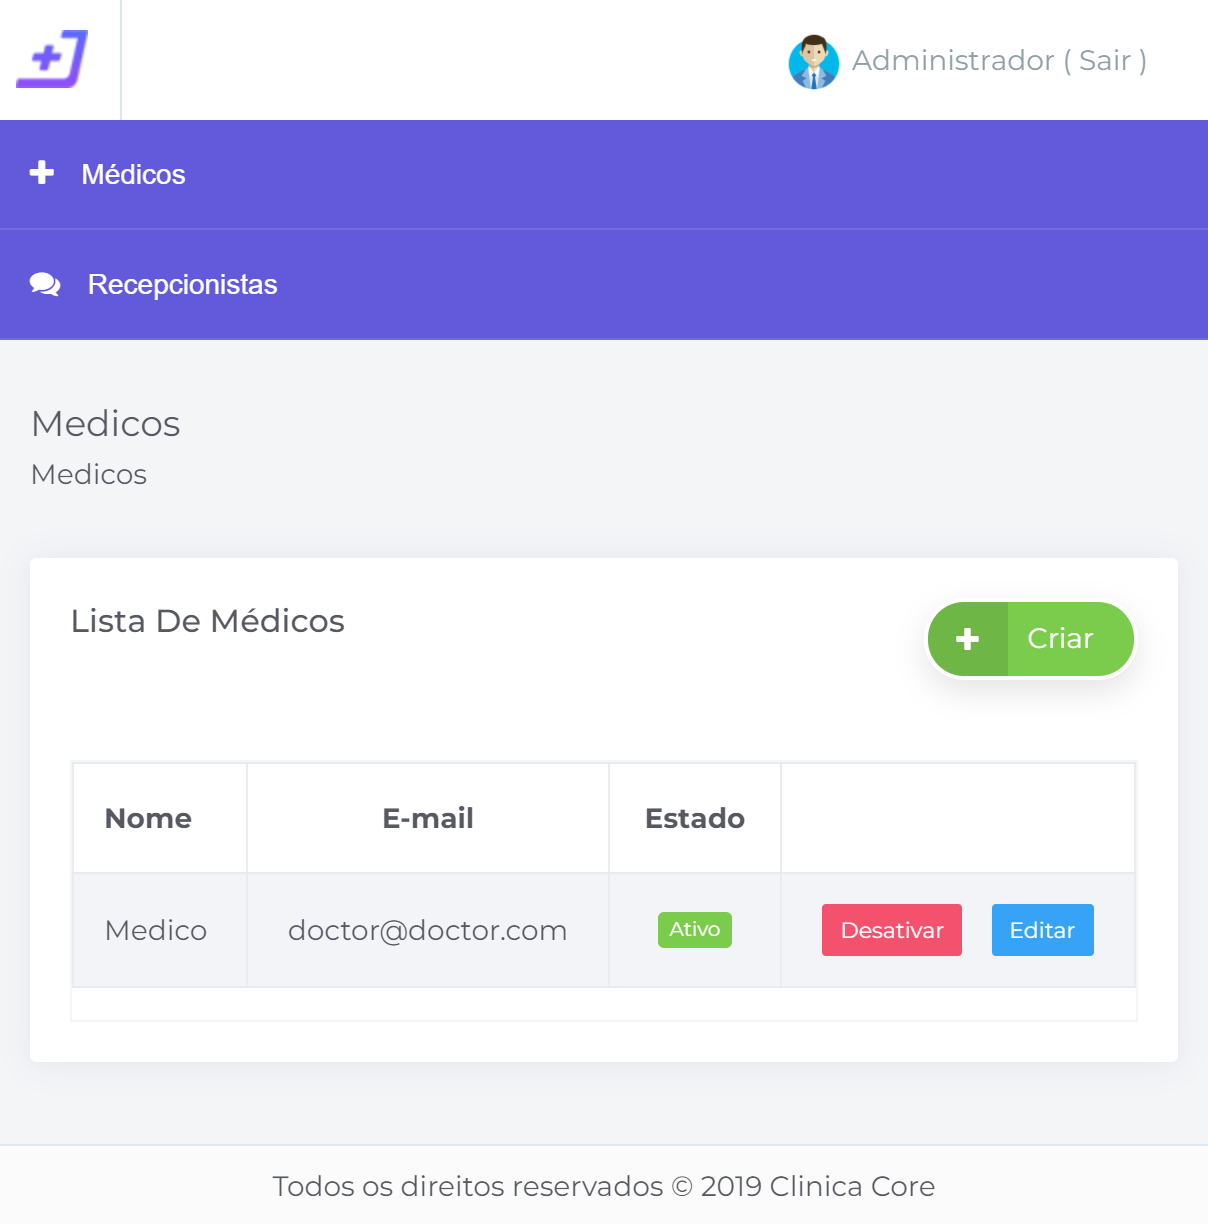 Administrador ( Sair )
Médicos
Recepcionistas
Medicos
Medicos
Lista De Médicos
Criar
Nome E-mail Estado
Medico doctor@doctor.com Ativo Desativar Editar
Todos os direitos reservados © 2019 Clinica Core